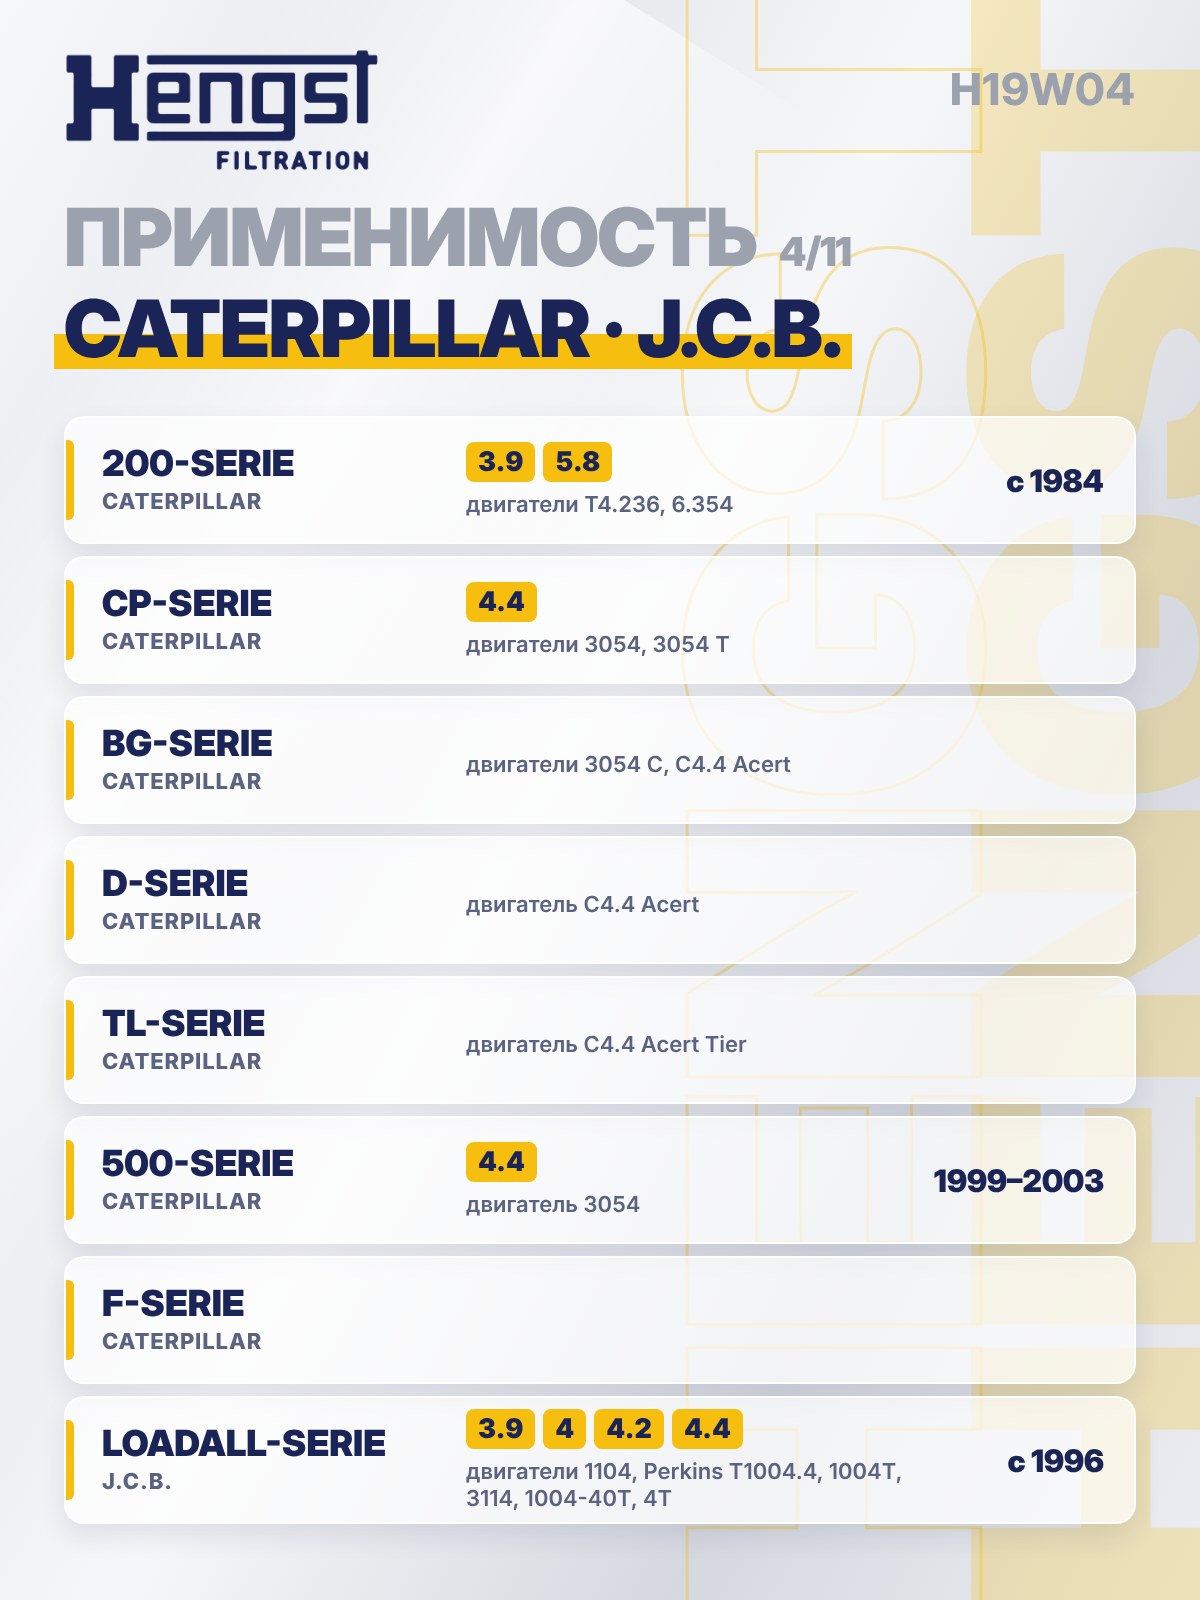 Hengst
FILTRATION
H19W04
ПРИМЕНИМОСТЬ 4/11
CATERPILLAR · J.C.B.
200-SERIE
CATERPILLAR
3.9 5.8
двигатели T4.236, 6.354
с 1984
CP-SERIE
CATERPILLAR
4.4
двигатели 3054, 3054 T
BG-SERIE
CATERPILLAR
двигатели 3054 C, C4.4 Acert
D-SERIE
CATERPILLAR
двигатель C4.4 Acert
TL-SERIE
CATERPILLAR
двигатель C4.4 Acert Tier
500-SERIE
CATERPILLAR
4.4
двигатель 3054
1999–2003
F-SERIE
CATERPILLAR
LOADALL-SERIE
J.C.B.
3.9 4 4.2 4.4
двигатели 1104, Perkins T1004.4, 1004T,
3114, 1004-40T, 4T
с 1996
HENGST
HENGST